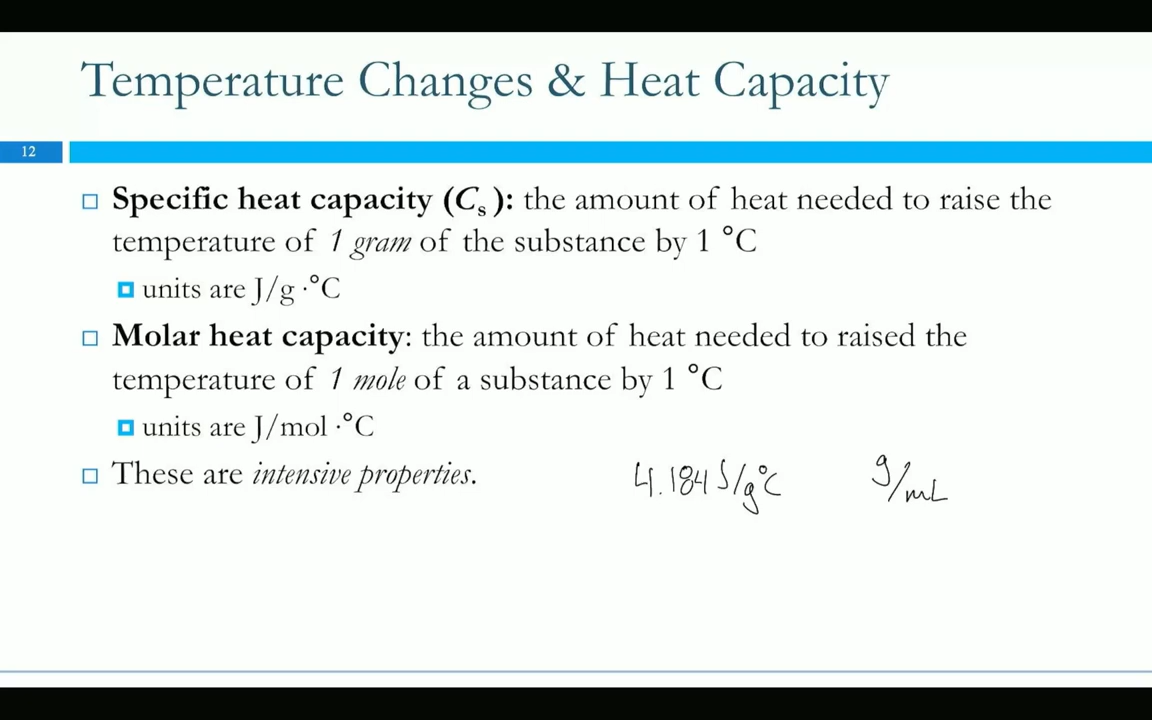 Temperature Changes & Heat Capacity
12
Specific heat capacity (Cs): the amount of heat needed to raise the
temperature of 1 gram of the substance by 1 °C
units are J/g·°C
Molar heat capacity: the amount of heat needed to raised the
temperature of 1 mole of a substance by 1 °C
units are J/mol·°C
These are intensive properties. 4.184 J/g°C g/mL